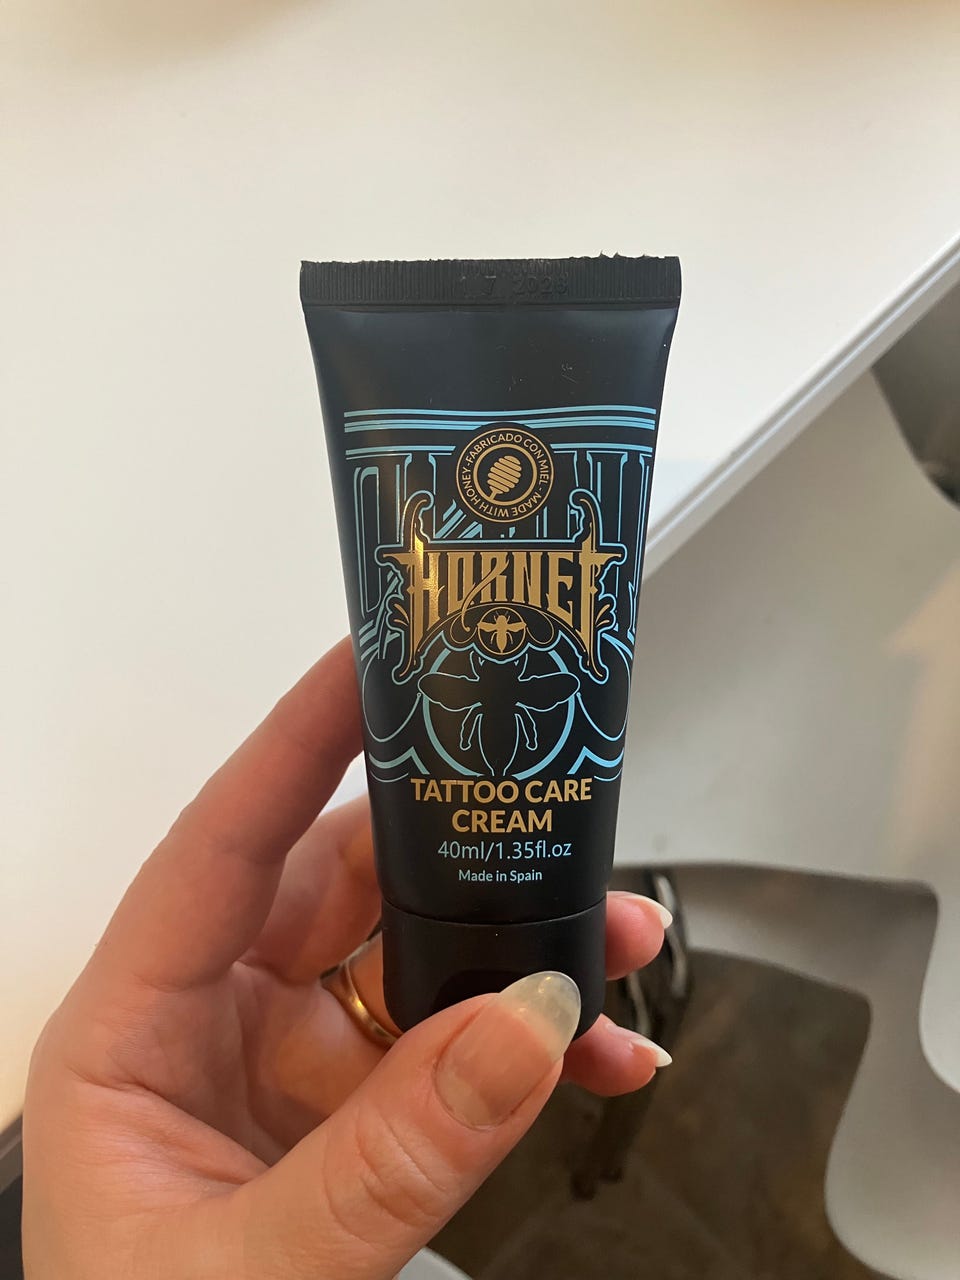 FABRICADO CON MIEL · MADE WITH HONEY ·
HORNET
TATTOO CARE
CREAM
40ml/1.35fl.oz
Made in Spain